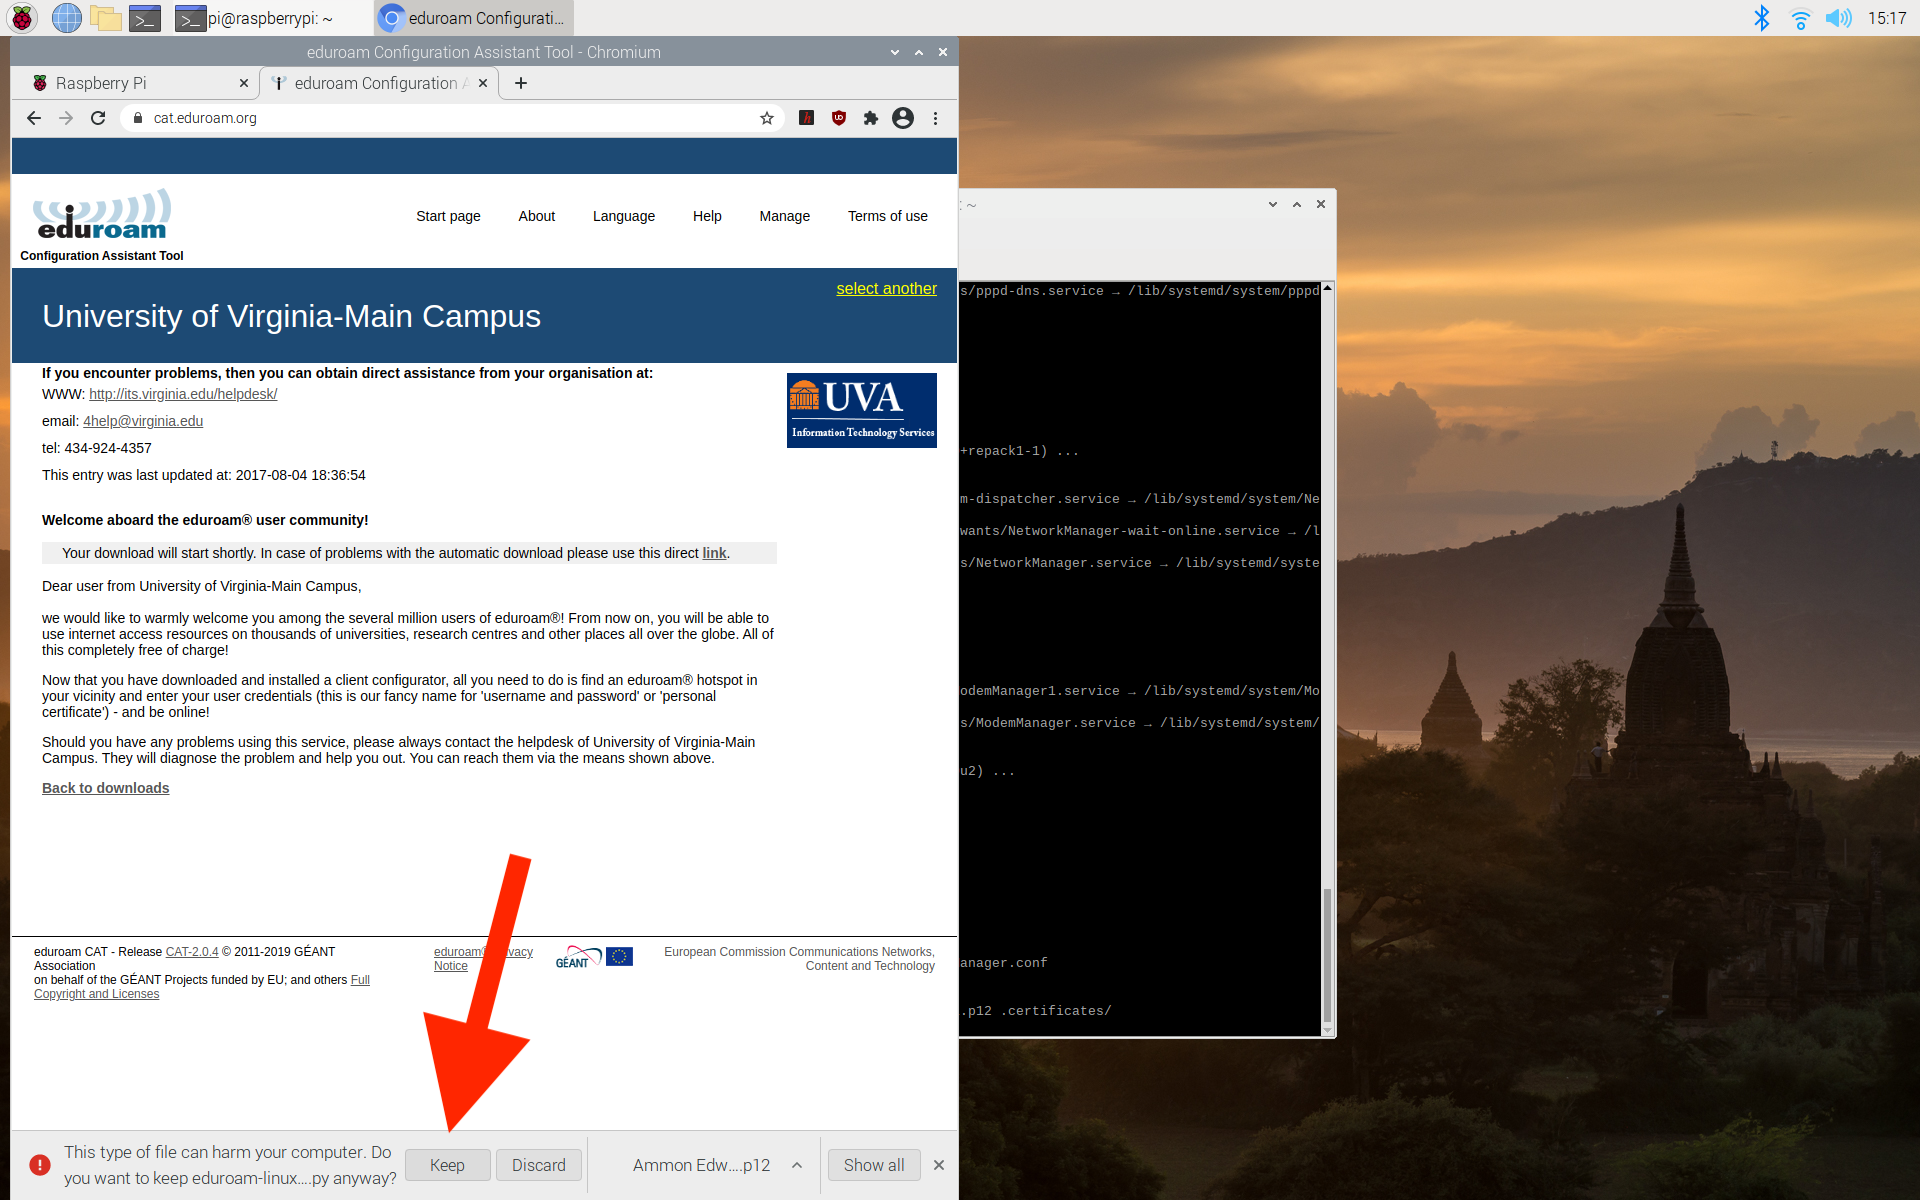 pi@raspberrypi: ~
eduroam Configurati...
15:17
eduroam Configuration Assistant Tool - Chromium
Raspberry Pi
eduroam Configuration
cat.eduroam.org
eduroam
Configuration Assistant Tool
Start page
About
Language
Help
Manage
Terms of use
select another
University of Virginia-Main Campus
If you encounter problems, then you can obtain direct assistance from your organisation at:
WWW: http://its.virginia.edu/helpdesk/
email: 4help@virginia.edu
tel: 434-924-4357
This entry was last updated at: 2017-08-04 18:36:54
UVA
Information Technology Services
Welcome aboard the eduroam® user community!
Your download will start shortly. In case of problems with the automatic download please use this direct link.
Dear user from University of Virginia-Main Campus,
we would like to warmly welcome you among the several million users of eduroam®! From now on, you will be able to
use internet access resources on thousands of universities, research centres and other places all over the globe. All of
this completely free of charge!
Now that you have downloaded and installed a client configurator, all you need to do is find an eduroam® hotspot in
your vicinity and enter your user credentials (this is our fancy name for 'username and password' or 'personal
certificate') - and be online!
Should you have any problems using this service, please always contact the helpdesk of University of Virginia-Main
Campus. They will diagnose the problem and help you out. You can reach them via the means shown above.
Back to downloads
eduroam CAT - Release CAT-2.0.4 © 2011-2019 GÉANT
Association
on behalf of the GÉANT Projects funded by EU; and others Full
Copyright and Licenses
eduroam®
Notice
GÉANT
European Commission Communications Networks,
Content and Technology
This type of file can harm your computer. Do
you want to keep eduroam-linux....py anyway?
Keep
Discard
Ammon Edw....p12
Show all
: ~
s/pppd-dns.service → /lib/systemd/system/pppd
+repack1-1) ...
m-dispatcher.service → /lib/systemd/system/Ne
wants/NetworkManager-wait-online.service → /l
s/NetworkManager.service → /lib/systemd/syste
odemManager1.service → /lib/systemd/system/Mo
s/ModemManager.service → /lib/systemd/system/
u2) ...
anager.conf
.p12 .certificates/